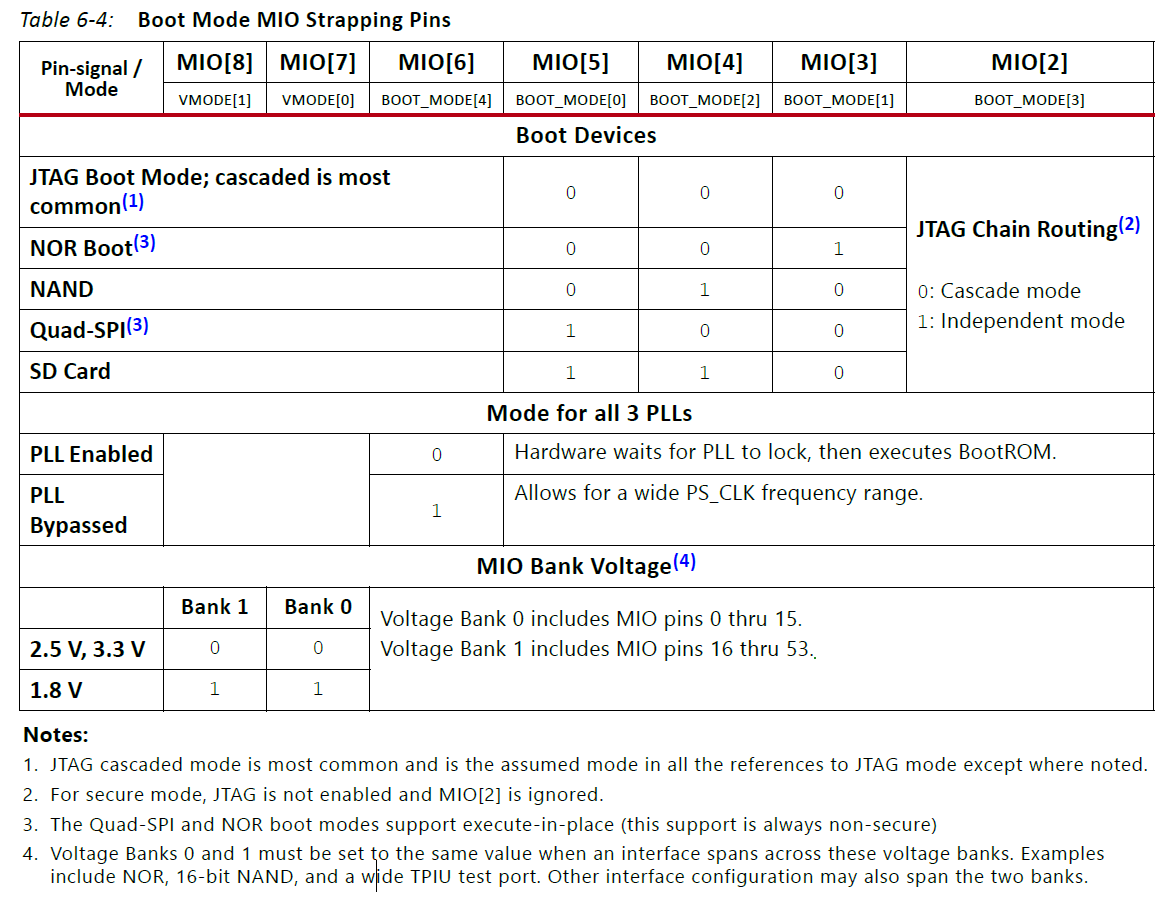 Table 6-4: Boot Mode MIO Strapping Pins
Pin-signal / Mode MIO[8] MIO[7] MIO[6] MIO[5] MIO[4] MIO[3] MIO[2]
VMODE[1] VMODE[0] BOOT_MODE[4] BOOT_MODE[0] BOOT_MODE[2] BOOT_MODE[1] BOOT_MODE[3]
Boot Devices
JTAG Boot Mode; cascaded is most
common(1) 0 0 0
JTAG Chain Routing(2)
0: Cascade mode
1: Independent mode
NOR Boot(3) 0 0 1
NAND 0 1 0
Quad-SPI(3) 1 0 0
SD Card 1 1 0
Mode for all 3 PLLs
PLL Enabled 0 Hardware waits for PLL to lock, then executes BootROM.
PLL
Bypassed 1 Allows for a wide PS_CLK frequency range.
MIO Bank Voltage(4)
Bank 1 Bank 0
Voltage Bank 0 includes MIO pins 0 thru 15.
Voltage Bank 1 includes MIO pins 16 thru 53.
2.5 V, 3.3 V 0 0
1.8 V 1 1
Notes:
1. JTAG cascaded mode is most common and is the assumed mode in all the references to JTAG mode except where noted.
2. For secure mode, JTAG is not enabled and MIO[2] is ignored.
3. The Quad-SPI and NOR boot modes support execute-in-place (this support is always non-secure)
4. Voltage Banks 0 and 1 must be set to the same value when an interface spans across these voltage banks. Examples
include NOR, 16-bit NAND, and a wide TPIU test port. Other interface configuration may also span the two banks.